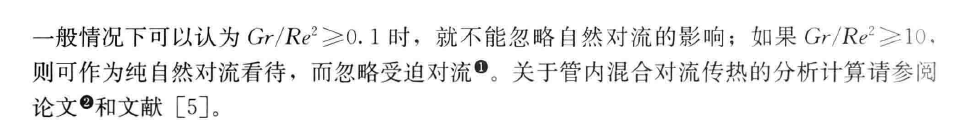 一般情况下可以认为 Gr/Re²≥0.1 时，就不能忽略自然对流的影响；如果 Gr/Re²≥10，
则可作为纯自然对流看待，而忽略受迫对流❶。关于管内混合对流传热的分析计算请参阅
论文❷和文献［5］。